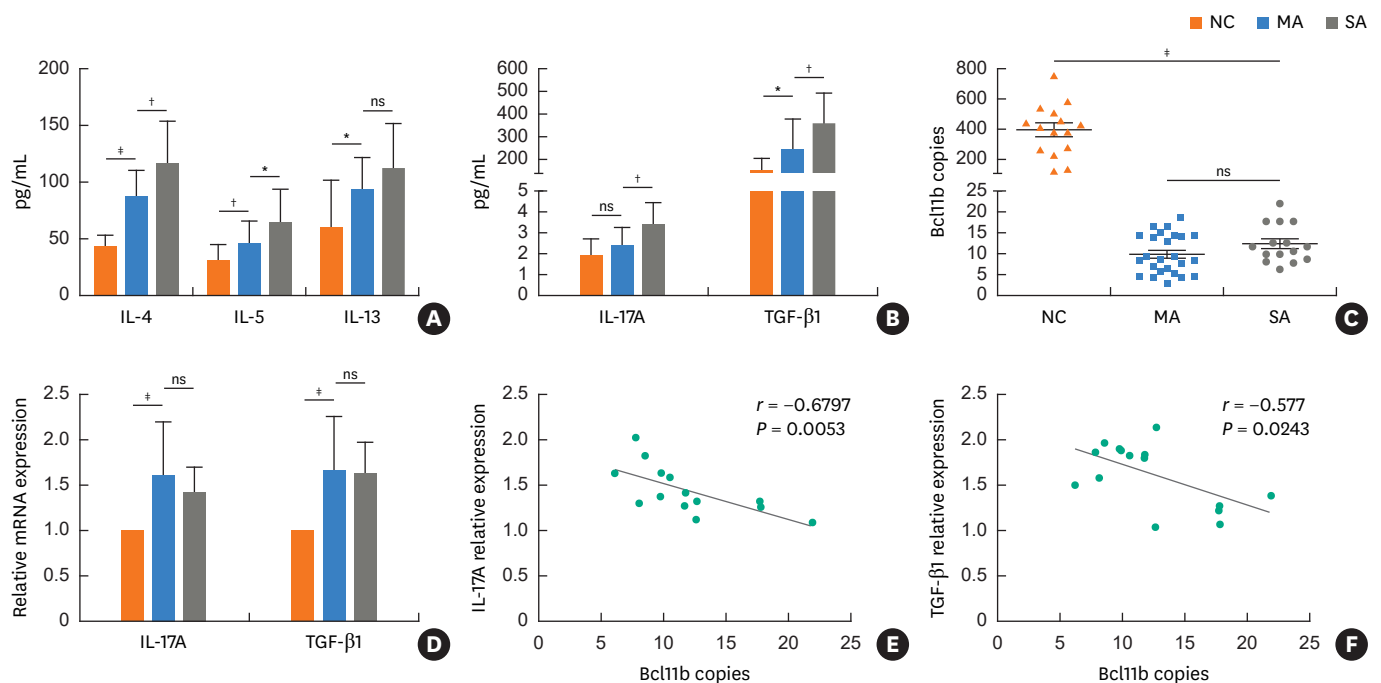 NC MA SA
200
150
100
50
0
pg/mL
‡
†
†
*
*
ns
IL-4 IL-5 IL-13
A
600
500
400
300
200
5
4
3
2
1
0
pg/mL
ns
†
*
†
IL-17A TGF-β1
B
800
600
400
200
25
20
15
10
5
0
Bcl11b copies
‡
ns
NC MA SA
C
2.5
2.0
1.5
1.0
0.5
0
Relative mRNA expression
‡
ns
‡
ns
IL-17A TGF-β1
D
2.5
2.0
1.5
1.0
0.5
0
IL-17A relative expression
r = −0.6797
P = 0.0053
0 5 10 15 20 25
Bcl11b copies
E
2.5
2.0
1.5
1.0
0.5
0
TGF-β1 relative expression
r = −0.577
P = 0.0243
0 5 10 15 20 25
Bcl11b copies
F